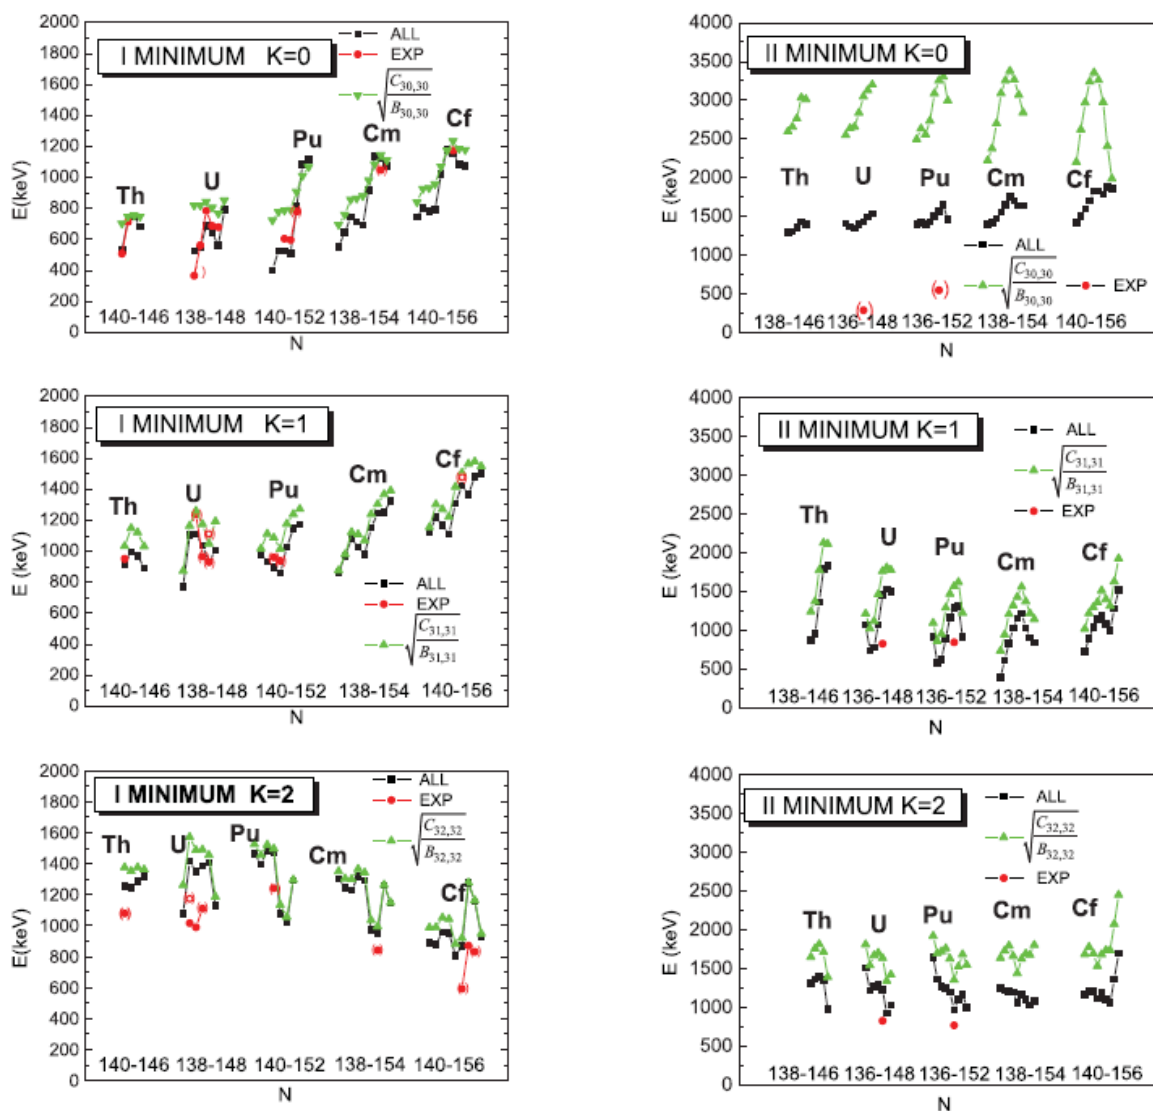 I MINIMUM K=0
ALL
EXP
√C30,30/B30,30
E(keV)
2000
1800
1600
1400
1200
1000
800
600
400
200
0
Th
U
Pu
Cm
Cf
140-146
138-148
140-152
138-154
140-156
N
II MINIMUM K=0
E (keV)
4000
3500
3000
2500
2000
1500
1000
500
0
Th
U
Pu
Cm
Cf
ALL
√C30,30/B30,30
EXP
138-146
136-148
136-152
138-154
140-156
N
I MINIMUM K=1
E (keV)
2000
1800
1600
1400
1200
1000
800
600
400
200
0
Th
U
Pu
Cm
Cf
ALL
EXP
√C31,31/B31,31
140-146
138-148
140-152
138-154
140-156
N
II MINIMUM K=1
ALL
√C31,31/B31,31
EXP
E (keV)
4000
3500
3000
2500
2000
1500
1000
500
0
Th
U
Pu
Cm
Cf
138-146
136-148
136-152
138-154
140-156
N
I MINIMUM K=2
ALL
EXP
√C32,32/B32,32
E(keV)
2000
1800
1600
1400
1200
1000
800
600
400
200
0
Th
U
Pu
Cm
Cf
140-146
138-148
140-152
138-154
140-156
N
II MINIMUM K=2
ALL
√C32,32/B32,32
EXP
E (keV)
4000
3500
3000
2500
2000
1500
1000
500
0
Th
U
Pu
Cm
Cf
138-146
136-148
136-152
138-154
140-156
N